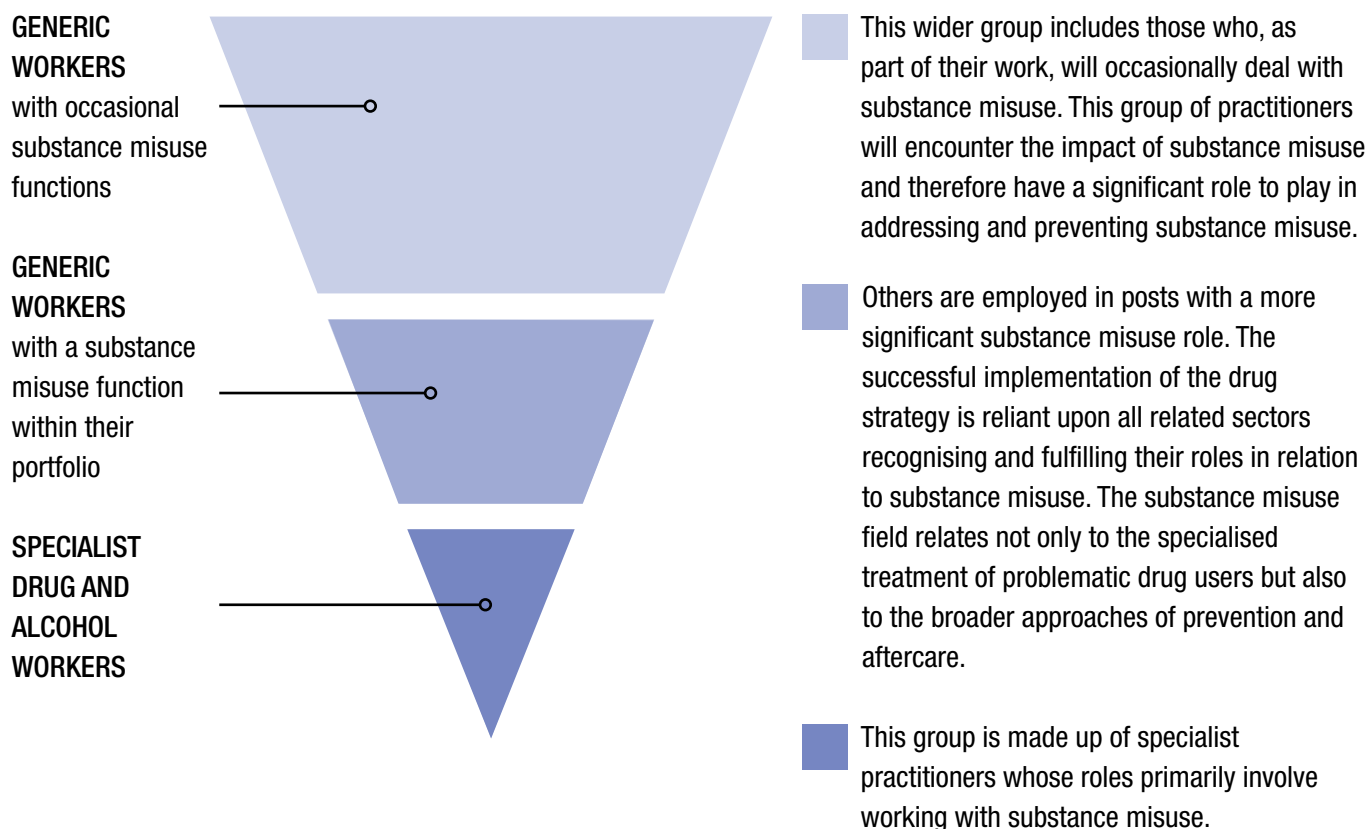 GENERIC
WORKERS
with occasional
substance misuse
functions
GENERIC
WORKERS
with a substance
misuse function
within their
portfolio
SPECIALIST
DRUG AND
ALCOHOL
WORKERS
This wider group includes those who, as
part of their work, will occasionally deal with
substance misuse. This group of practitioners
will encounter the impact of substance misuse
and therefore have a significant role to play in
addressing and preventing substance misuse.
Others are employed in posts with a more
significant substance misuse role. The
successful implementation of the drug
strategy is reliant upon all related sectors
recognising and fulfilling their roles in relation
to substance misuse. The substance misuse
field relates not only to the specialised
treatment of problematic drug users but also
to the broader approaches of prevention and
aftercare.
This group is made up of specialist
practitioners whose roles primarily involve
working with substance misuse.